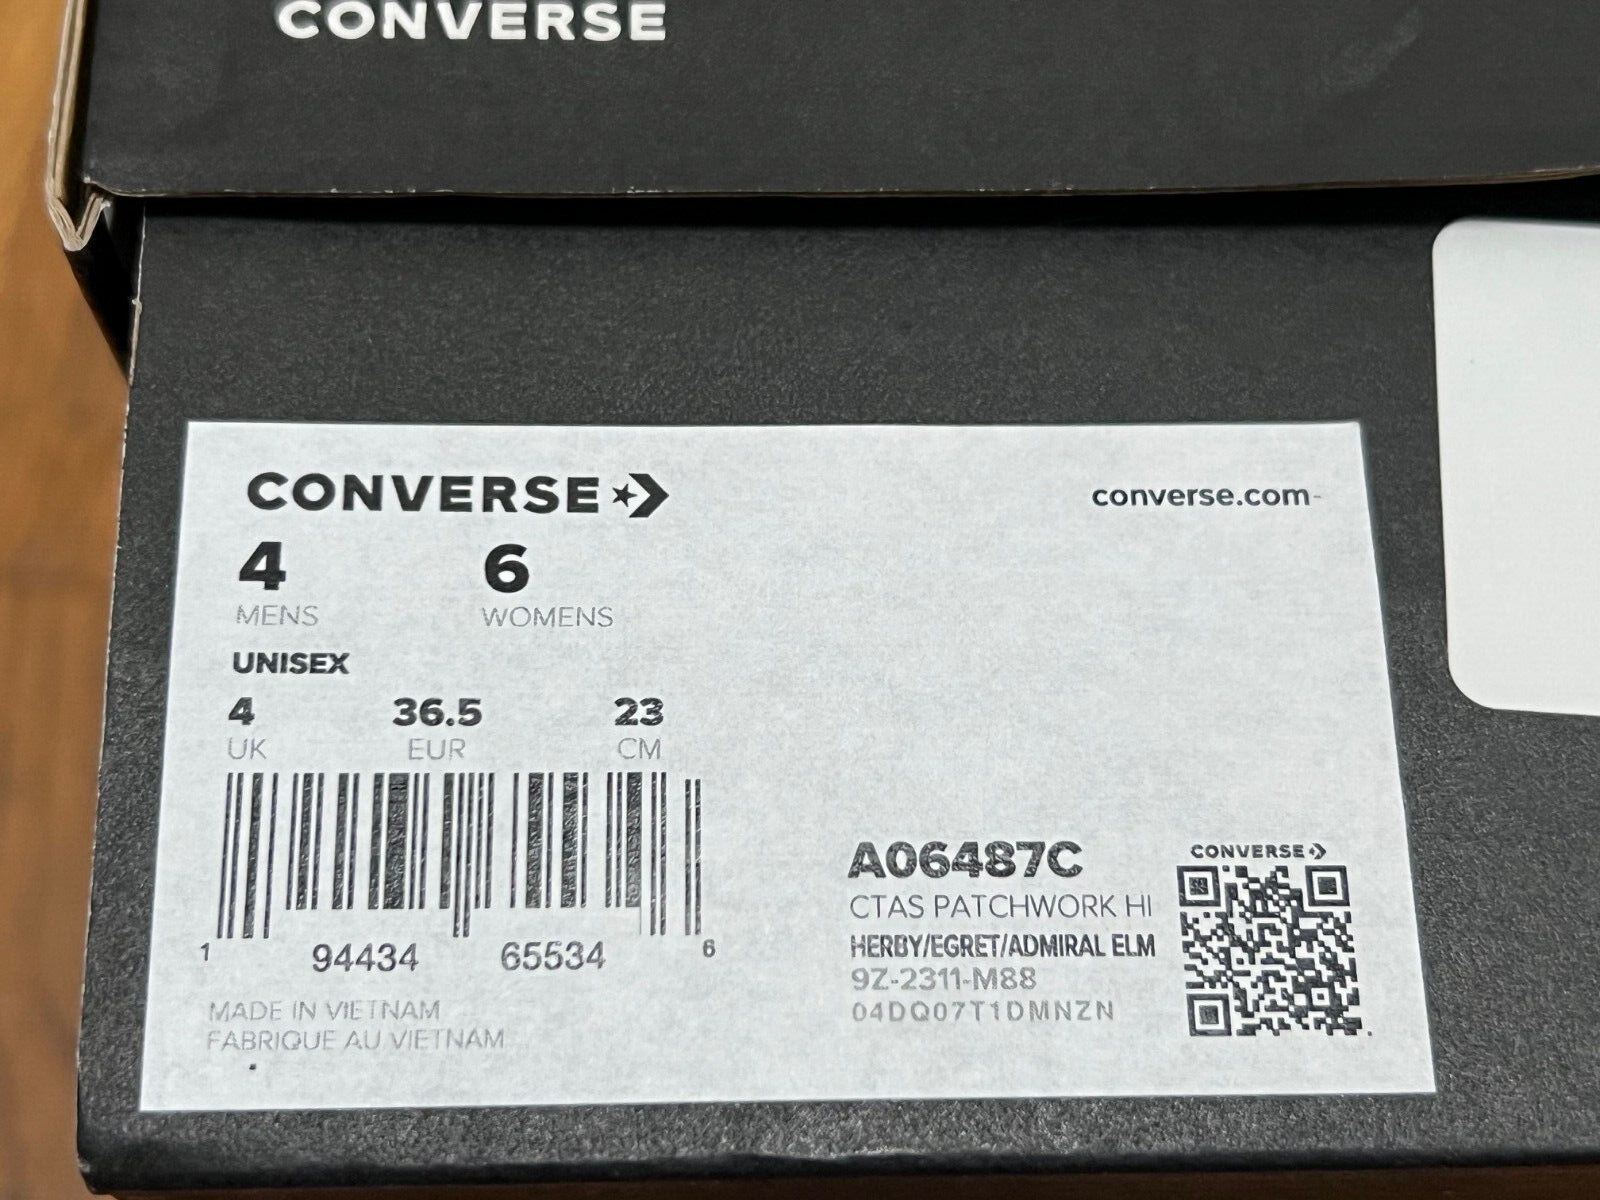 CONVERSE
CONVERSE
converse.com
4 6
MENS WOMENS
UNISEX
4 36.5 23
UK EUR CM
1 94434 65534 6
MADE IN VIETNAM
FABRIQUE AU VIETNAM
A06487C
CTAS PATCHWORK HI
HERBY/EGRET/ADMIRAL ELM
9Z-2311-M88
04DQ07T1DMNZN
CONVERSE